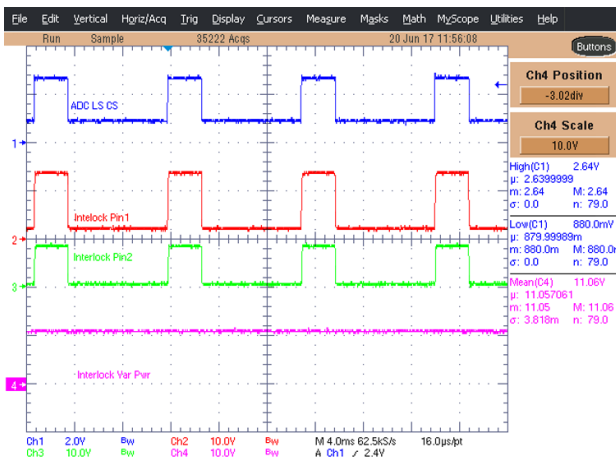 File Edit Vertical Horiz/Acq Trig Display Cursors Measure Masks Math MyScope Utilities Help
Run Sample 35222 Acqs 20 Jun 17 11:56:08
Buttons
Ch4 Position
-3.02div
Ch4 Scale
10.0V
ADC LS CS
1
Intelock Pin1
2
Interlock Pin2
3
Interlock Var Pwr
4
High(C1) 2.64V
µ: 2.6399999
m: 2.64 M: 2.64
σ: 0.0 n: 79.0
Low(C1) 880.0mV
µ: 879.99989m
m: 880.0m M: 880.0m
σ: 0.0 n: 79.0
Mean(C4) 11.06V
µ: 11.057061
m: 11.05 M: 11.06
σ: 3.818m n: 79.0
Ch1 2.0V Bw Ch2 10.0V Bw M 4.0ms 62.5kS/s 16.0µs/pt
Ch3 10.0V Bw Ch4 10.0V Bw A Ch1 2.4V